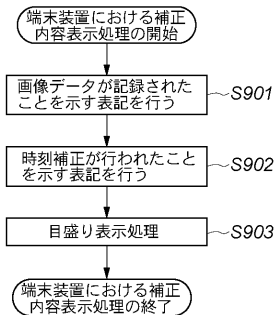 端末装置における補正
内容表示処理の開始
画像データが記録された
ことを示す表記を行う
S901
時刻補正が行われたこと
を示す表記を行う
S902
目盛り表示処理
S903
端末装置における補正
内容表示処理の終了